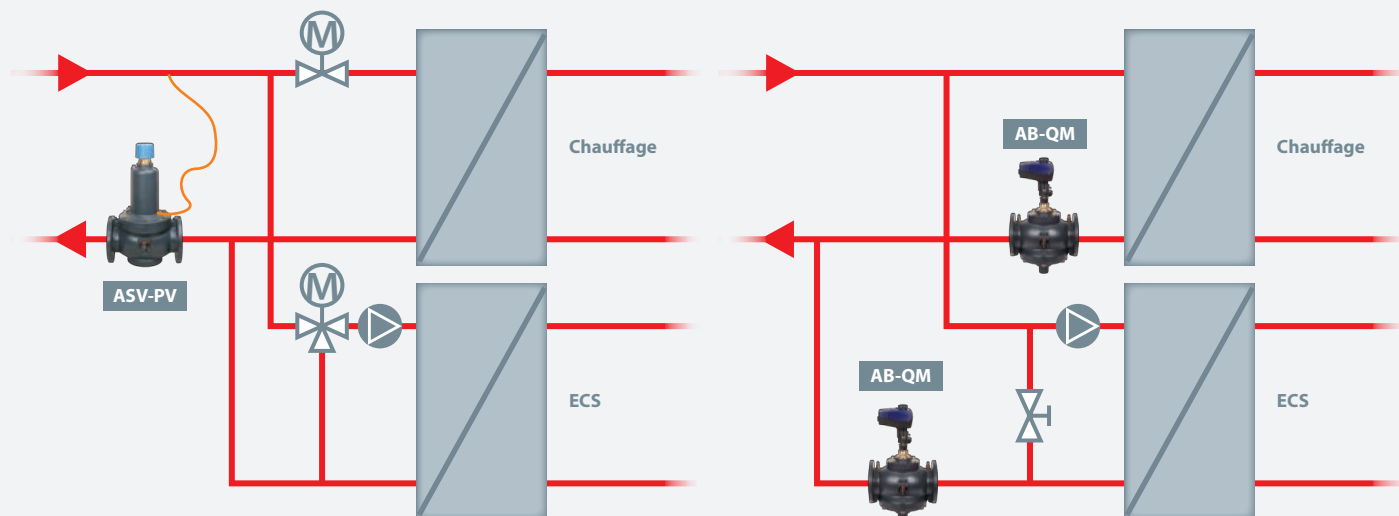 M
Chauffage
ASV-PV
M
ECS
AB-QM
Chauffage
AB-QM
ECS